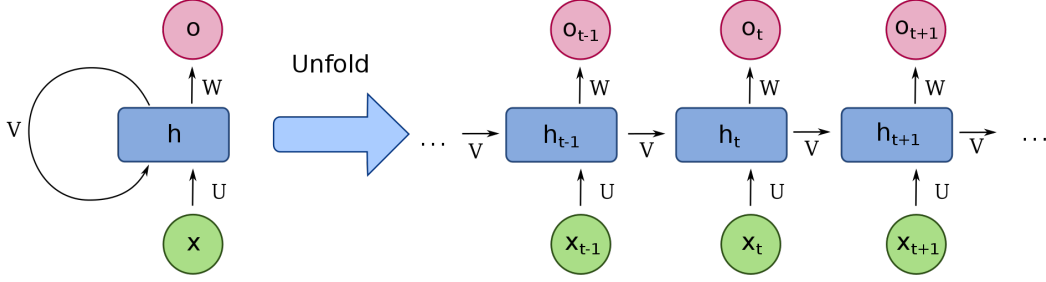 o
W
V
h
U
x
Unfold
...
V
o_{t-1}
W
h_{t-1}
U
x_{t-1}
V
o_t
W
h_t
U
x_t
V
o_{t+1}
W
h_{t+1}
U
x_{t+1}
V
...